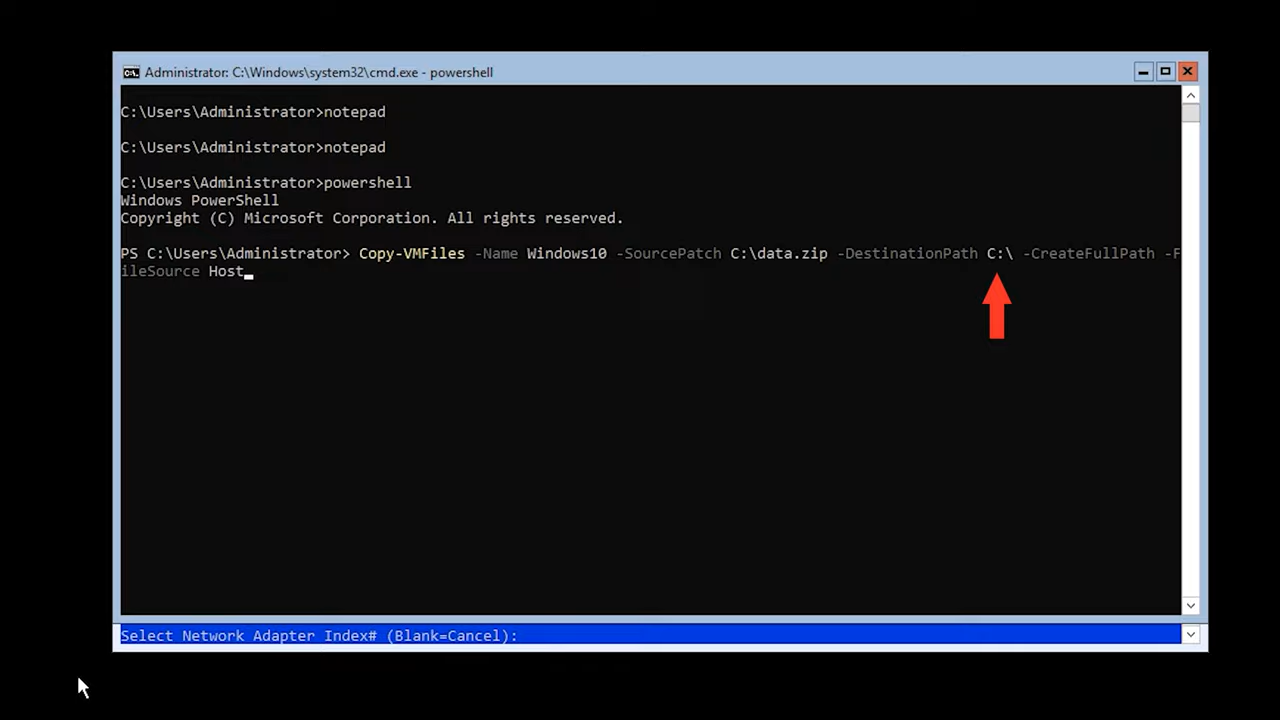 Administrator: C:\Windows\system32\cmd.exe - powershell
C:\Users\Administrator>notepad
C:\Users\Administrator>notepad
C:\Users\Administrator>powershell
Windows PowerShell
Copyright (C) Microsoft Corporation. All rights reserved.
PS C:\Users\Administrator> Copy-VMFiles -Name Windows10 -SourcePatch C:\data.zip -DestinationPath C:\ -CreateFullPath -F
ileSource Host
Select Network Adapter Index# (Blank=Cancel):